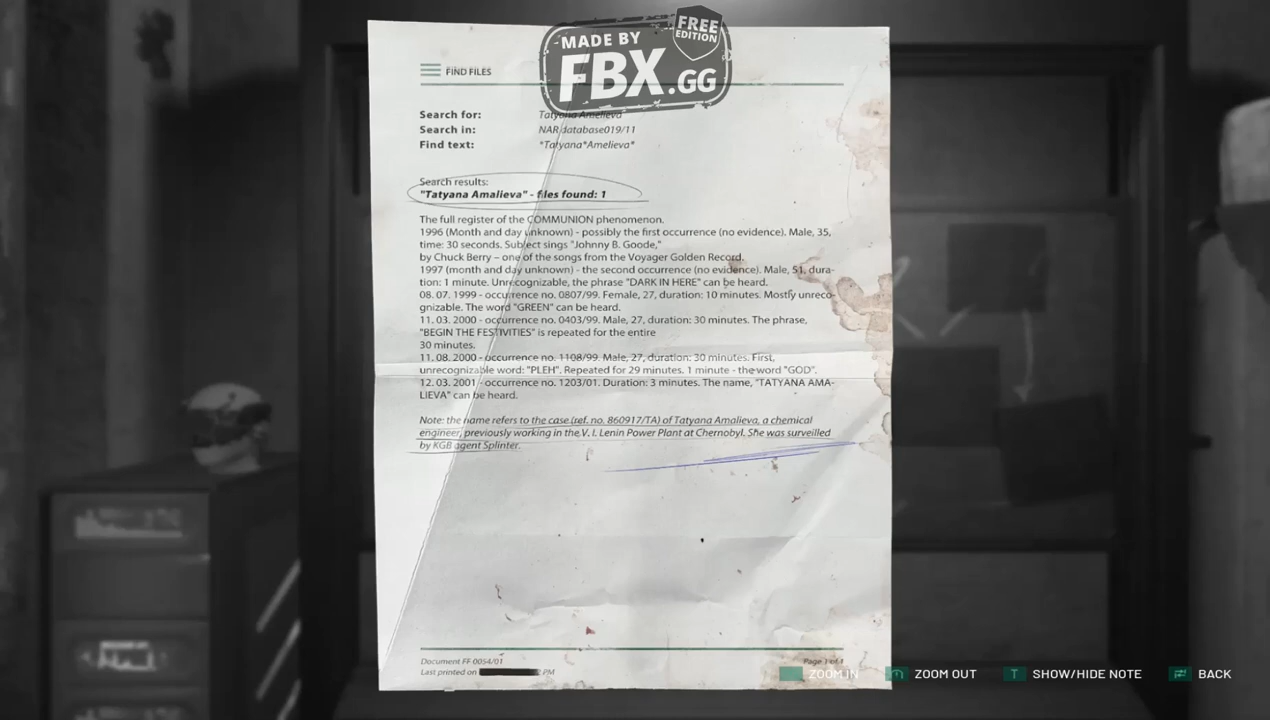 MADE BY
FREE
EDITION
FBX.GG
FIND FILES
Search for: Tatyana Amelieva
Search in: NAR database019/11
Find text: *Tatyana*Amelieva*
Search results:
"Tatyana Amalieva" - files found: 1
The full register of the COMMUNION phenomenon.
1996 (Month and day unknown) - possibly the first occurrence (no evidence). Male, 35,
time: 30 seconds. Subject sings "Johnny B. Goode,"
by Chuck Berry – one of the songs from the Voyager Golden Record.
1997 (month and day unknown) - the second occurrence (no evidence). Male, 51, dura-
tion: 1 minute. Unrecognizable, the phrase "DARK IN HERE" can be heard.
08. 07. 1999 - occurrence no. 0807/99. Female, 27, duration: 10 minutes. Mostly unreco-
gnizable. The word "GREEN" can be heard.
11. 03. 2000 - occurrence no. 0403/99. Male, 27, duration: 30 minutes. The phrase,
"BEGIN THE FESTIVITIES" is repeated for the entire
30 minutes.
11. 08. 2000 - occurrence no. 1108/99. Male, 27, duration: 30 minutes. First,
unrecognizable word: "PLEH". Repeated for 29 minutes. 1 minute - the word "GOD".
12. 03. 2001 - occurrence no. 1203/01. Duration: 3 minutes. The name, "TATYANA AMA-
LIEVA" can be heard.
Note: the name refers to the case (ref. no. 860917/TA) of Tatyana Amalieva, a chemical
engineer, previously working in the V. I. Lenin Power Plant at Chernobyl. She was surveilled
by KGB agent Splinter.
Document FF 0054/01
Page 1 of 1
Last printed on PM
ZOOM IN
ZOOM OUT
T SHOW/HIDE NOTE
BACK